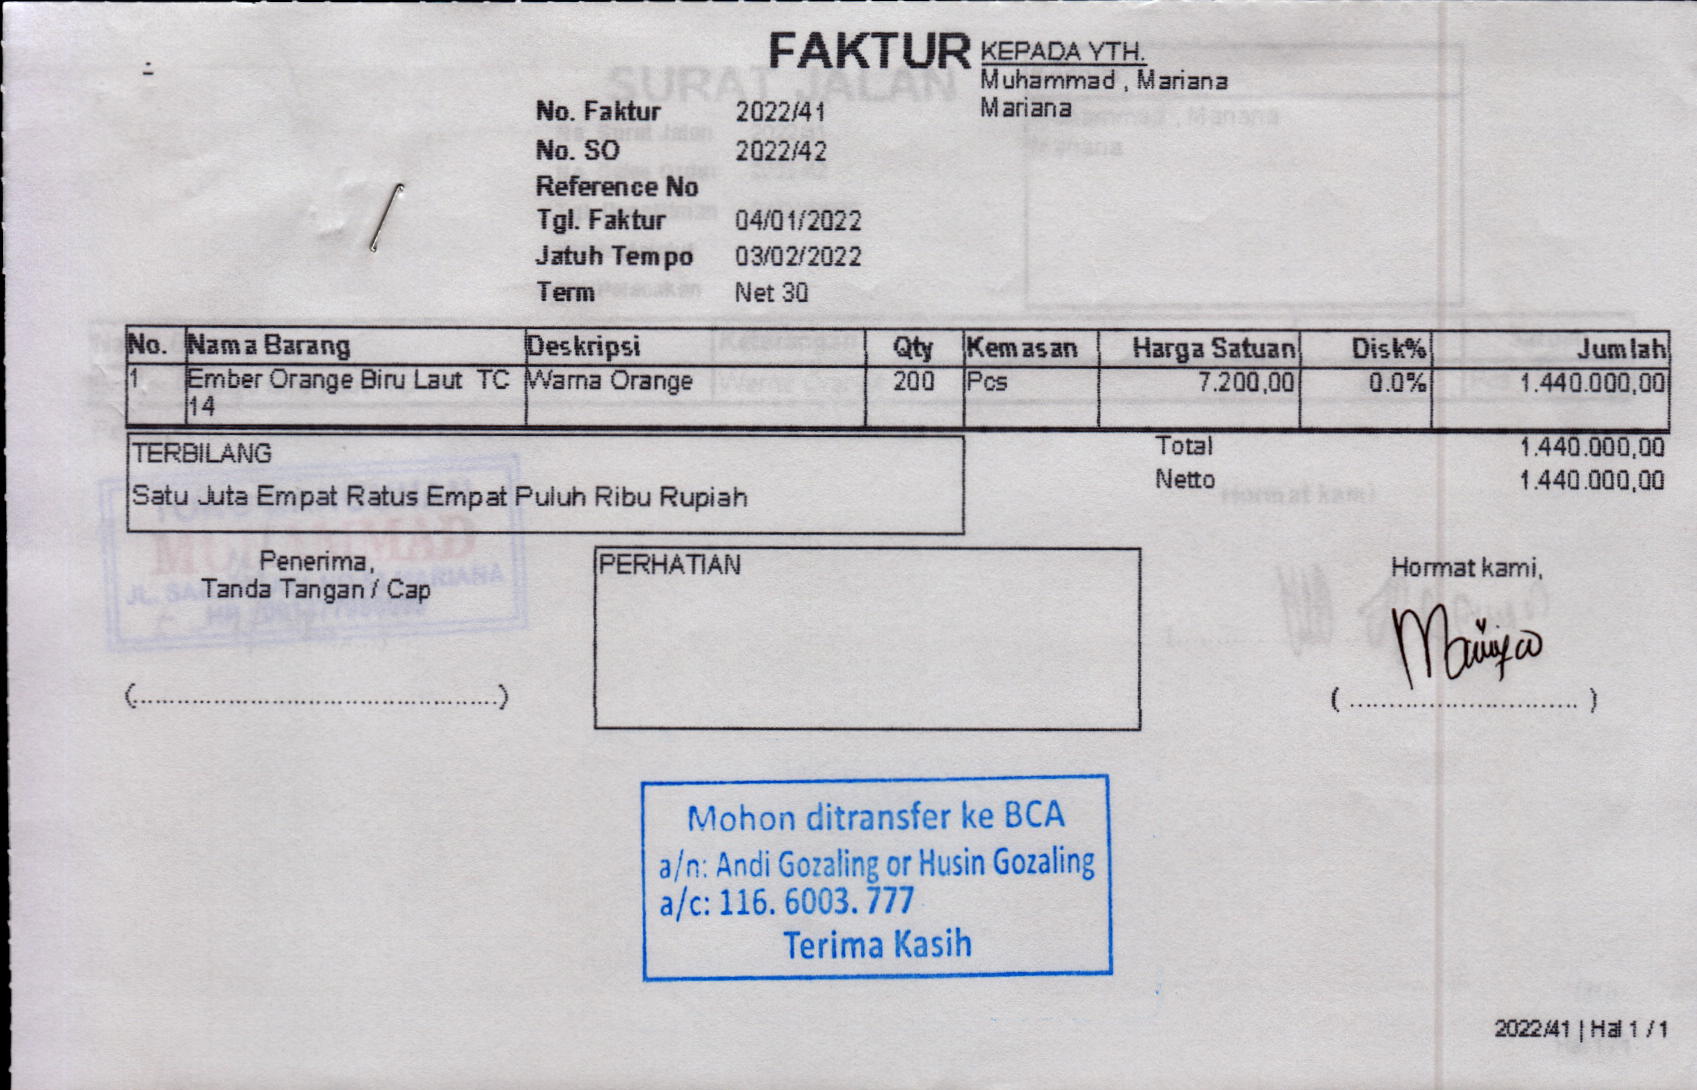 FAKTUR
KEPADA YTH.
Muhammad , Mariana
Mariana
No. Faktur 2022/41
No. SO 2022/42
Reference No
Tgl. Faktur 04/01/2022
Jatuh Tempo 03/02/2022
Term Net 30
No. Nama Barang Deskripsi Qty Kemasan Harga Satuan Disk% Jumlah
1 Ember Orange Biru Laut TC Warna Orange 200 Pcs 7.200,00 0.0% 1.440.000,00
14
TERBILANG
Satu Juta Empat Ratus Empat Puluh Ribu Rupiah
Total 1.440.000,00
Netto 1.440.000,00
Penerima,
Tanda Tangan / Cap
(................................................)
PERHATIAN
Hormat kami,
( .............................. )
Mohon ditransfer ke BCA
a/n: Andi Gozaling or Husin Gozaling
a/c: 116. 6003. 777
Terima Kasih
2022/41 | Hal 1 / 1
SURAT JALAN
Hormat kami
MUHAMMAD